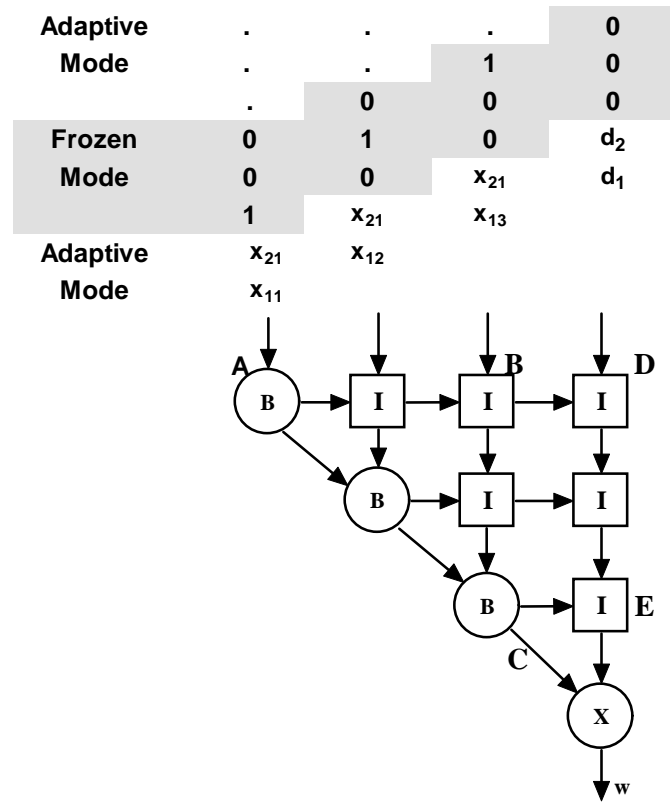 Adaptive . . . 0
Mode . . 1 0
. 0 0 0
Frozen 0 1 0 d₂
Mode 0 0 x₂₁ d₁
1 x₂₁ x₁₃
Adaptive x₂₁ x₁₂
Mode x₁₁
A B D
B I I I
B I I
B I E
C
X
w